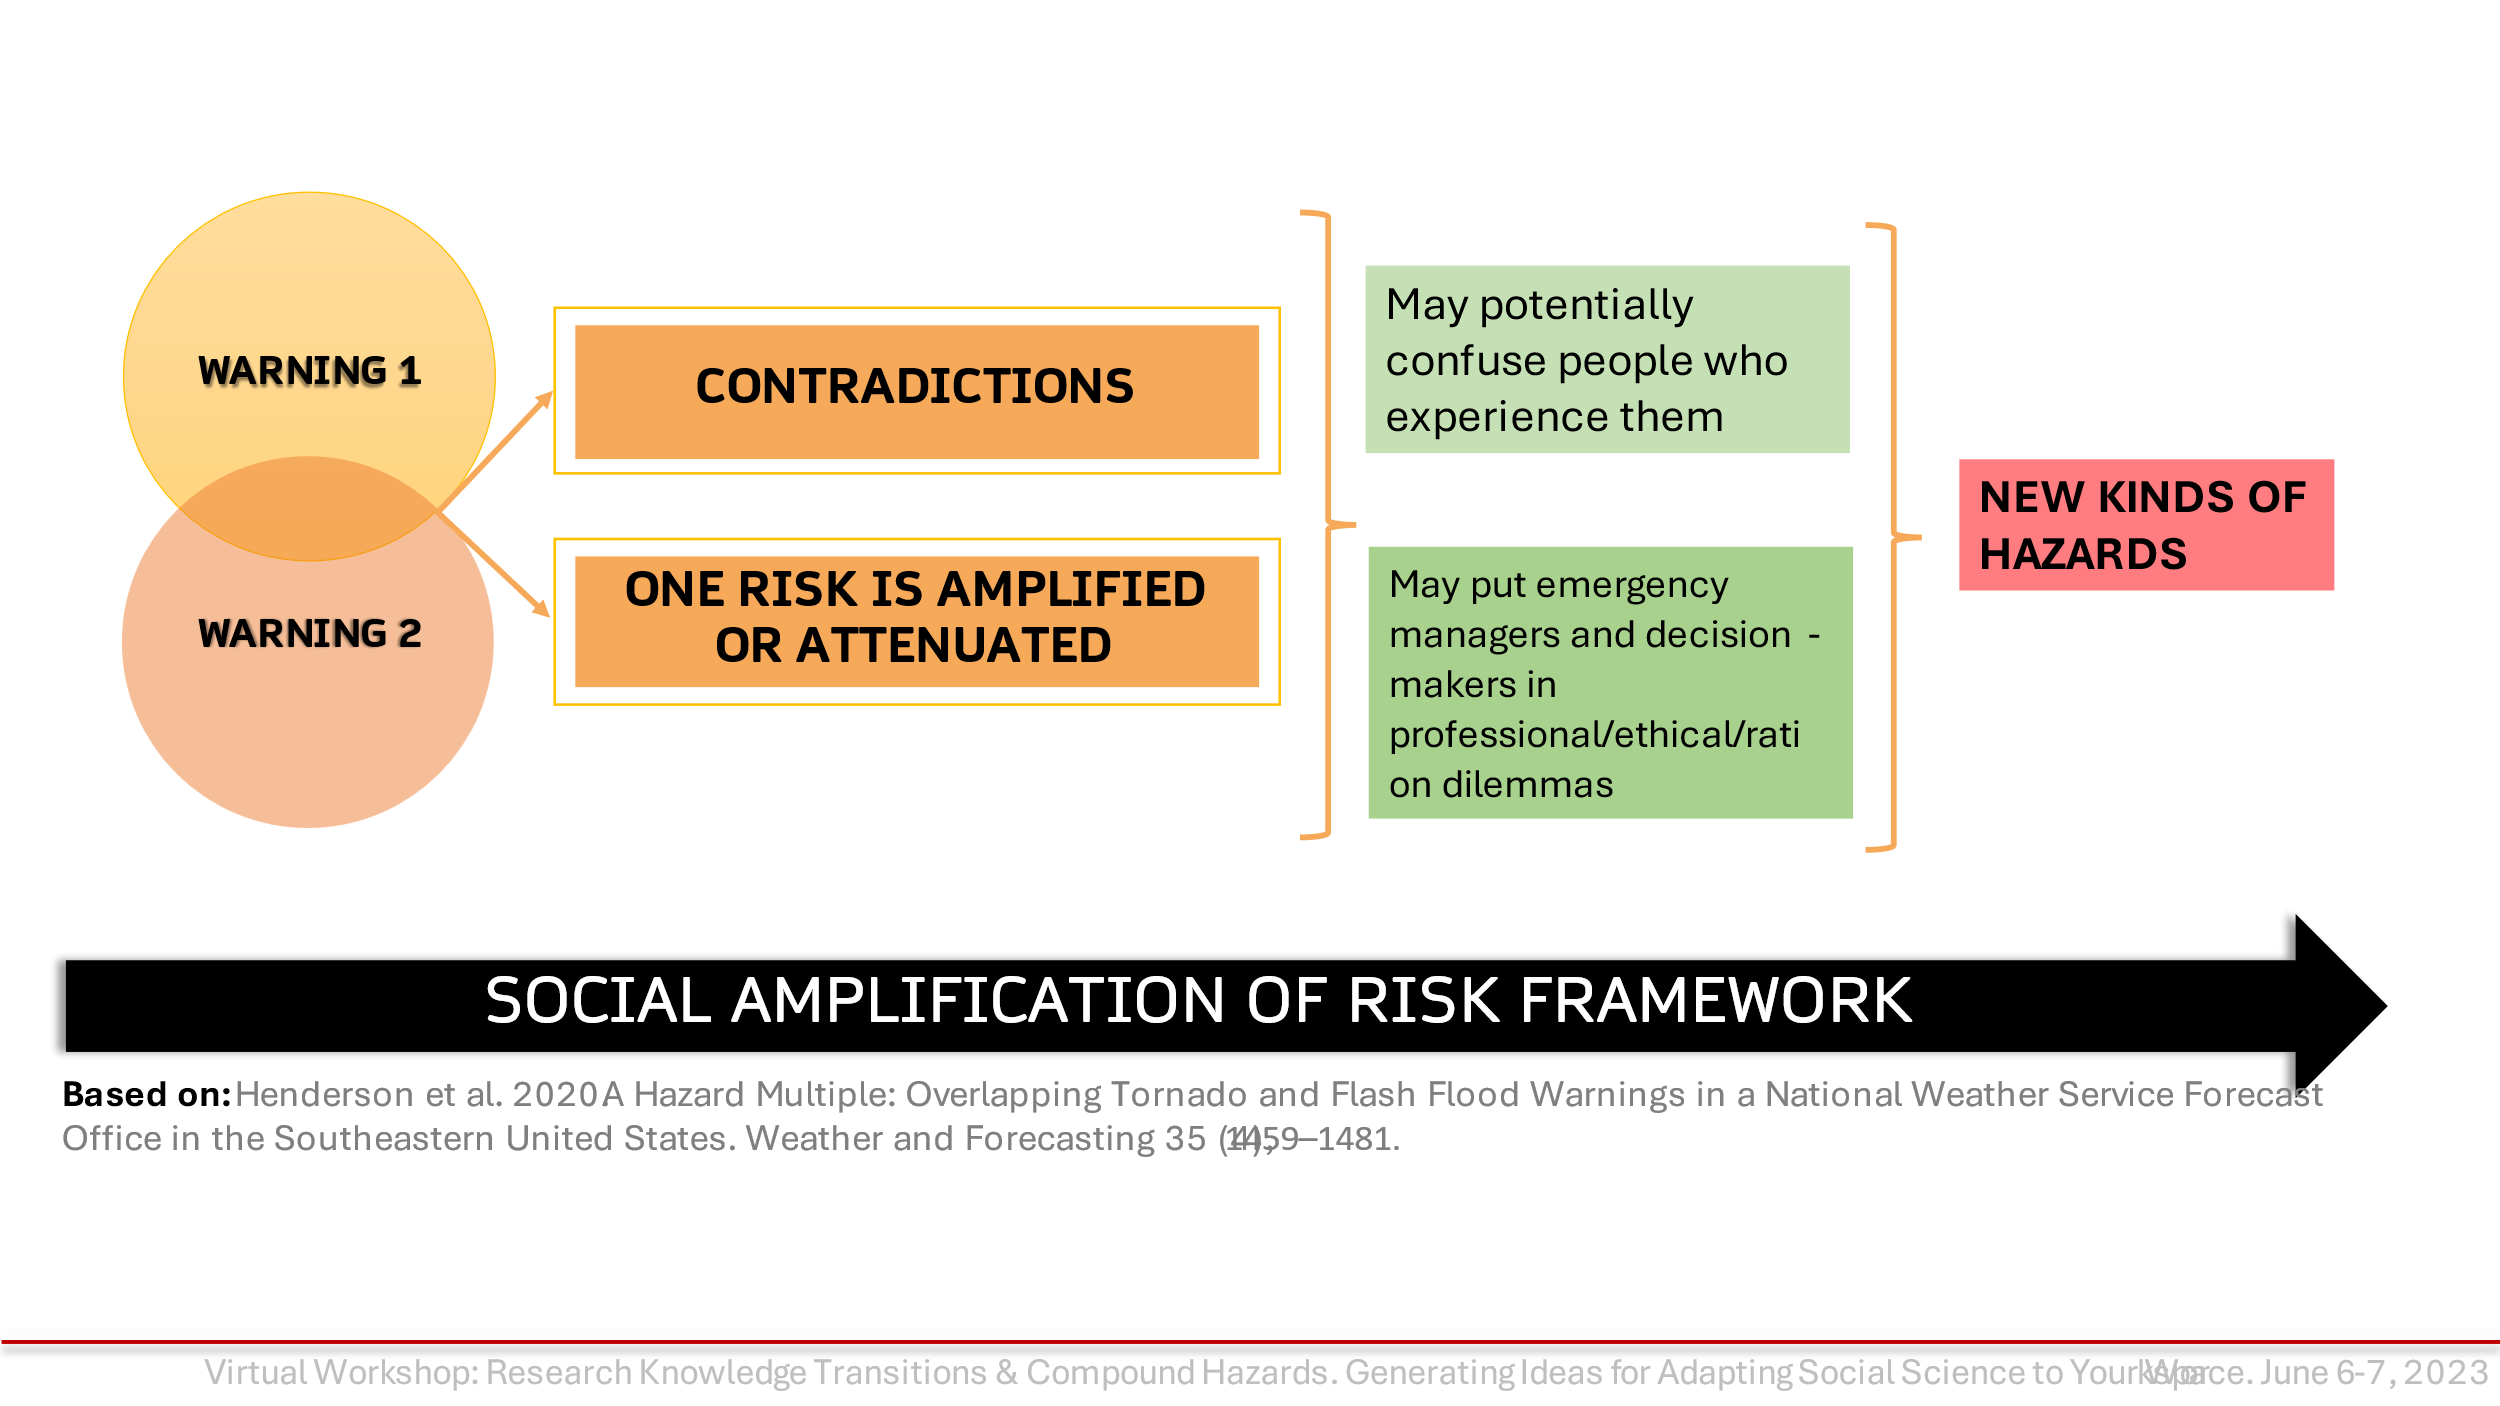 WARNING 1
WARNING 2
CONTRADICTIONS
ONE RISK IS AMPLIFIED
OR ATTENUATED
May potentially
confuse people who
experience them
May put emergency
managers and decision -
makers in
professional/ethical/rati
on dilemmas
NEW KINDS OF
HAZARDS
SOCIAL AMPLIFICATION OF RISK FRAMEWORK
Based on: Henderson et al. 2020A Hazard Multiple: Overlapping Tornado and Flash Flood Warnings in a National Weather Service Forecast
Office in the Southeastern United States. Weather and Forecasting 35 (4), 1459–1481.
Virtual Workshop: Research Knowledge Transitions & Compound Hazards. Generating Ideas for Adapting Social Science to Your June 6-7, 2023